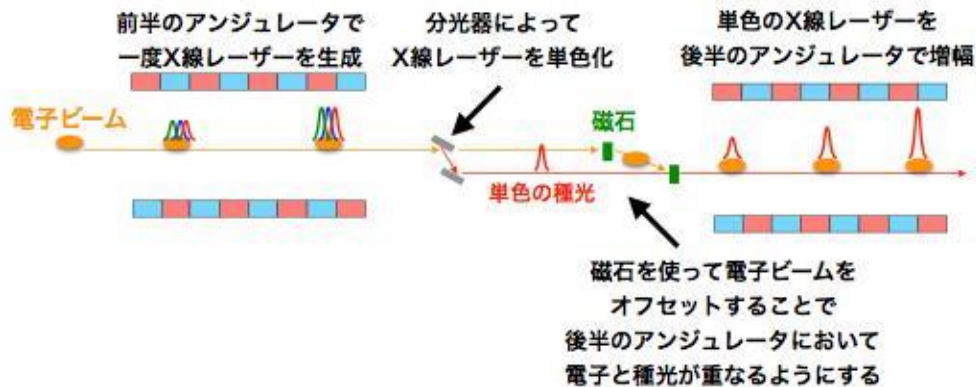 前半のアンジュレータで
一度X線レーザーを生成
分光器によって
X線レーザーを単色化
単色のX線レーザーを
後半のアンジュレータで増幅
電子ビーム
磁石
単色の種光
磁石を使って電子ビームを
オフセットすることで
後半のアンジュレータにおいて
電子と種光が重なるようにする